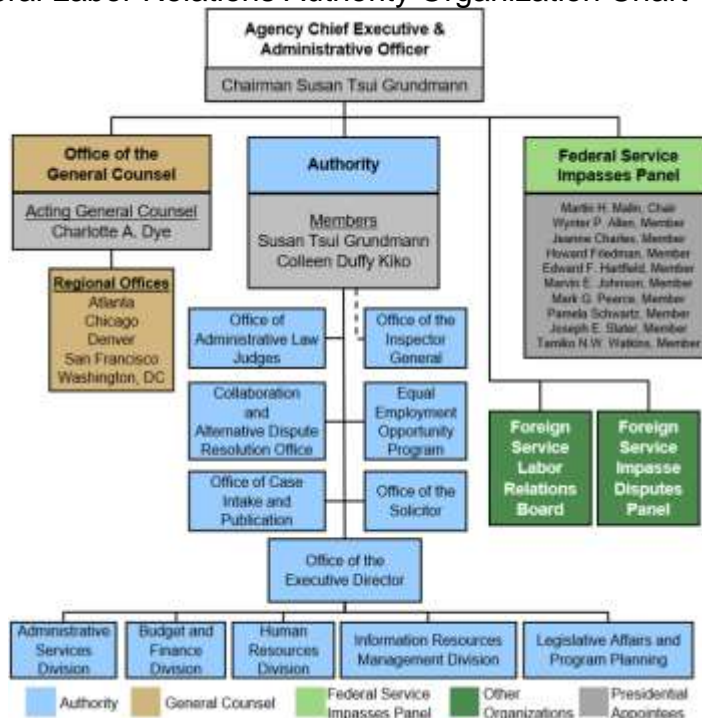 Labor Relations Authority Organization Chart
Agency Chief Executive &
Administrative Officer
Chairman Susan Tsui Grundmann
Office of the
General Counsel
Acting General Counsel
Charlotte A. Dye
Regional Offices
Atlanta
Chicago
Denver
San Francisco
Washington, DC
Authority
Members
Susan Tsui Grundmann
Colleen Duffy Kiko
Federal Service
Impasses Panel
Martin H. Malin, Chair
Wynter P. Allen, Member
Jeanne Charles, Member
Howard Friedman, Member
Edward F. Hartfield, Member
Marvin E. Johnson, Member
Mark G. Pearce, Member
Pamela Schwartz, Member
Joseph E. Slater, Member
Tamiko N.W. Watkins, Member
Office of
Administrative Law
Judges
Office of the
Inspector
General
Collaboration
and
Alternative Dispute
Resolution Office
Equal
Employment
Opportunity
Program
Office of Case
Intake and
Publication
Office of the
Solicitor
Foreign
Service
Labor
Relations
Board
Foreign
Service
Impasse
Disputes
Panel
Office of the
Executive Director
Administrative
Services
Division
Budget and
Finance
Division
Human
Resources
Division
Information Resources
Management Division
Legislative Affairs and
Program Planning
Authority
General Counsel
Federal Service
Impasses Panel
Other
Organizations
Presidential
Appointees